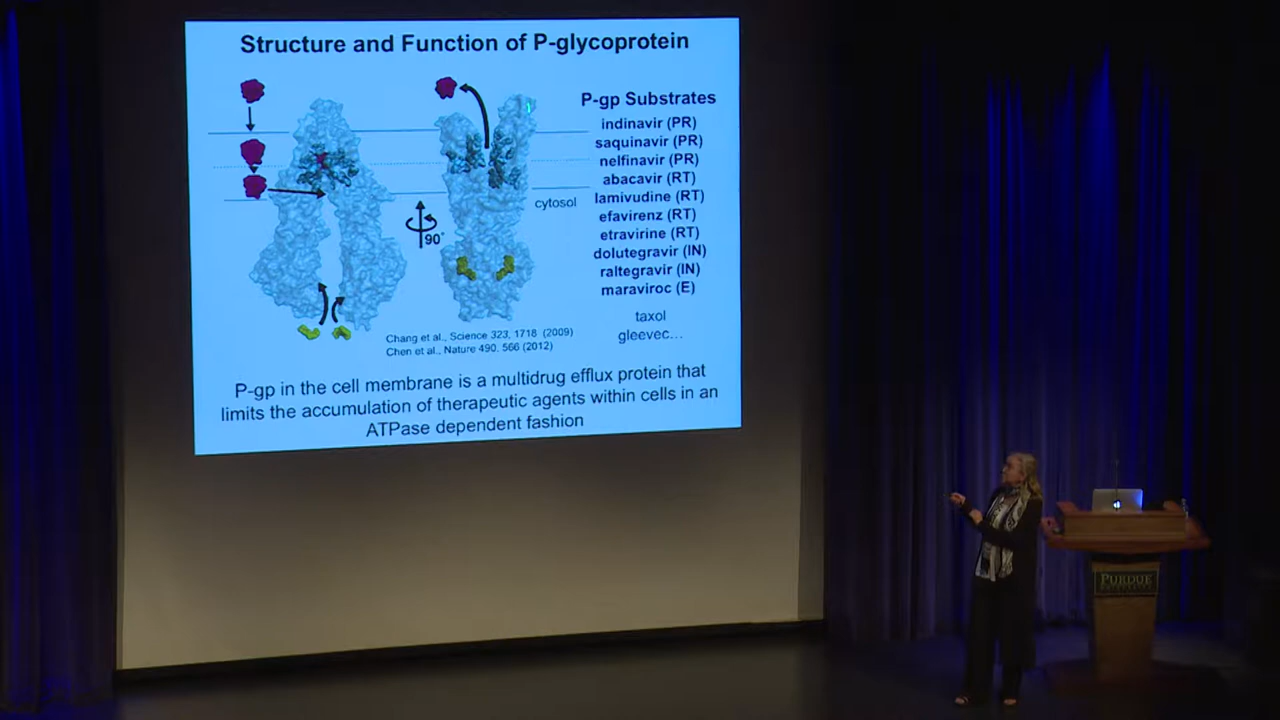 Structure and Function of P-glycoprotein
P-gp Substrates
indinavir (PR)
saquinavir (PR)
nelfinavir (PR)
abacavir (RT)
lamivudine (RT)
efavirenz (RT)
etravirine (RT)
dolutegravir (IN)
raltegravir (IN)
maraviroc (E)
taxol
gleevec...
cytosol
90°
Chang et al., Science 323, 1718 (2009)
Chen et al., Nature 490, 566 (2012)
P-gp in the cell membrane is a multidrug efflux protein that
limits the accumulation of therapeutic agents within cells in an
ATPase dependent fashion
PURDUE